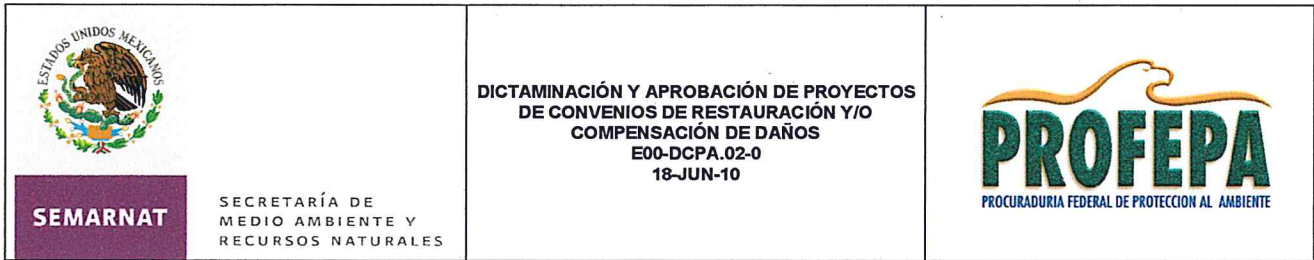 ESTADOS UNIDOS MEXICANOS
SEMARNAT
SECRETARÍA DE
MEDIO AMBIENTE Y
RECURSOS NATURALES
DICTAMINACIÓN Y APROBACIÓN DE PROYECTOS
DE CONVENIOS DE RESTAURACIÓN Y/O
COMPENSACIÓN DE DAÑOS
E00-DCPA.02-0
18-JUN-10
PROFEPA
PROCURADURIA FEDERAL DE PROTECCION AL AMBIENTE